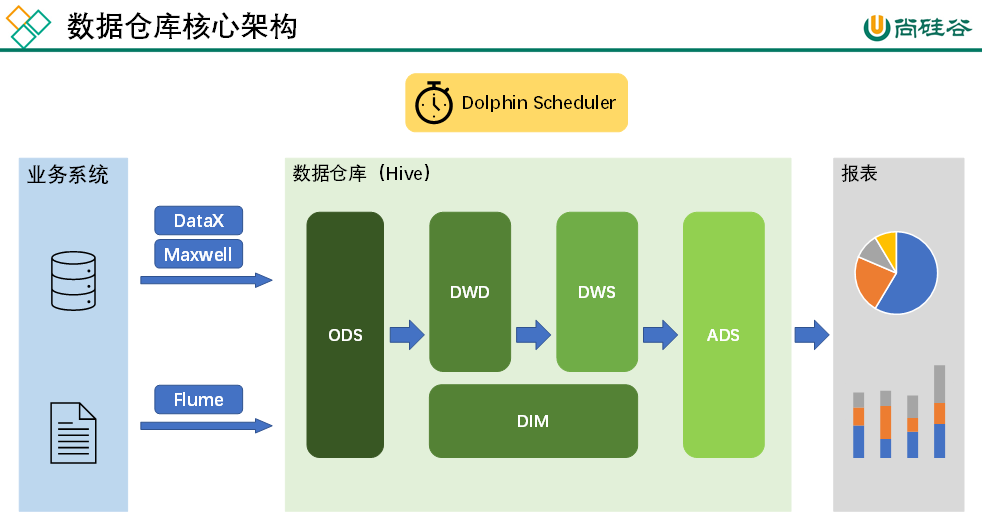 数据仓库核心架构
尚硅谷
Dolphin Scheduler
业务系统
数据仓库（Hive）
报表
DataX
Maxwell
DWD
DWS
ODS
ADS
Flume
DIM